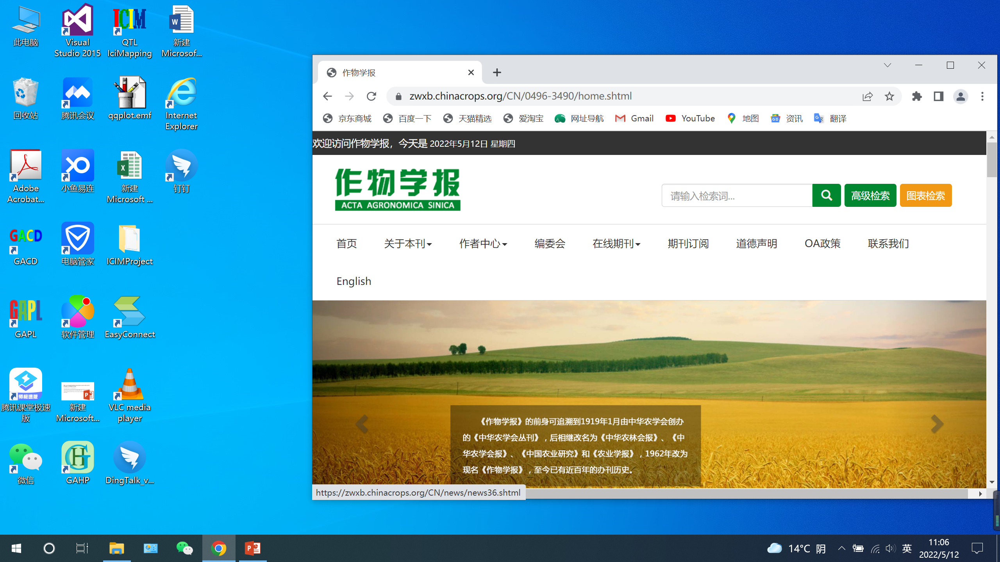 此电脑
Visual
Studio 2015
ICIM
QTL
IciMapping
W
新建
Microsof...
回收站
腾讯会议
qqplot.emf
Internet
Explorer
Adobe
Acrobat...
小鱼易连
X
新建
Microsoft ...
钉钉
GACD
GACD
电脑管家
ICIMProject
GAPL
GAPL
软件管理
EasyConnect
师极速版
腾讯课堂极速
版
P
新建
Microsoft...
VLC media
player
微信
GH
GAHP
DingTalk_v...
作物学报
zwxb.chinacrops.org/CN/0496-3490/home.shtml
京东商城 百度一下 天猫精选 爱淘宝 网址导航 Gmail YouTube 地图 资讯 翻译
欢迎访问作物学报，今天是 2022年5月12日 星期四
作物学报
ACTA AGRONOMICA SINICA
请输入检索词...
高级检索
图表检索
首页 关于本刊 作者中心 编委会 在线期刊 期刊订阅 道德声明 OA政策 联系我们
English
《作物学报》的前身可追溯到1919年1月由中华农学会创办
的《中华农学会丛刊》，后相继改名为《中华农林会报》、《中
华农学会报》、《中国农业研究》和《农业学报》，1962年改为
现名《作物学报》，至今已有近百年的办刊历史。
https://zwxb.chinacrops.org/CN/news/news36.shtml
P
14°C 阴
英
11:06
2022/5/12